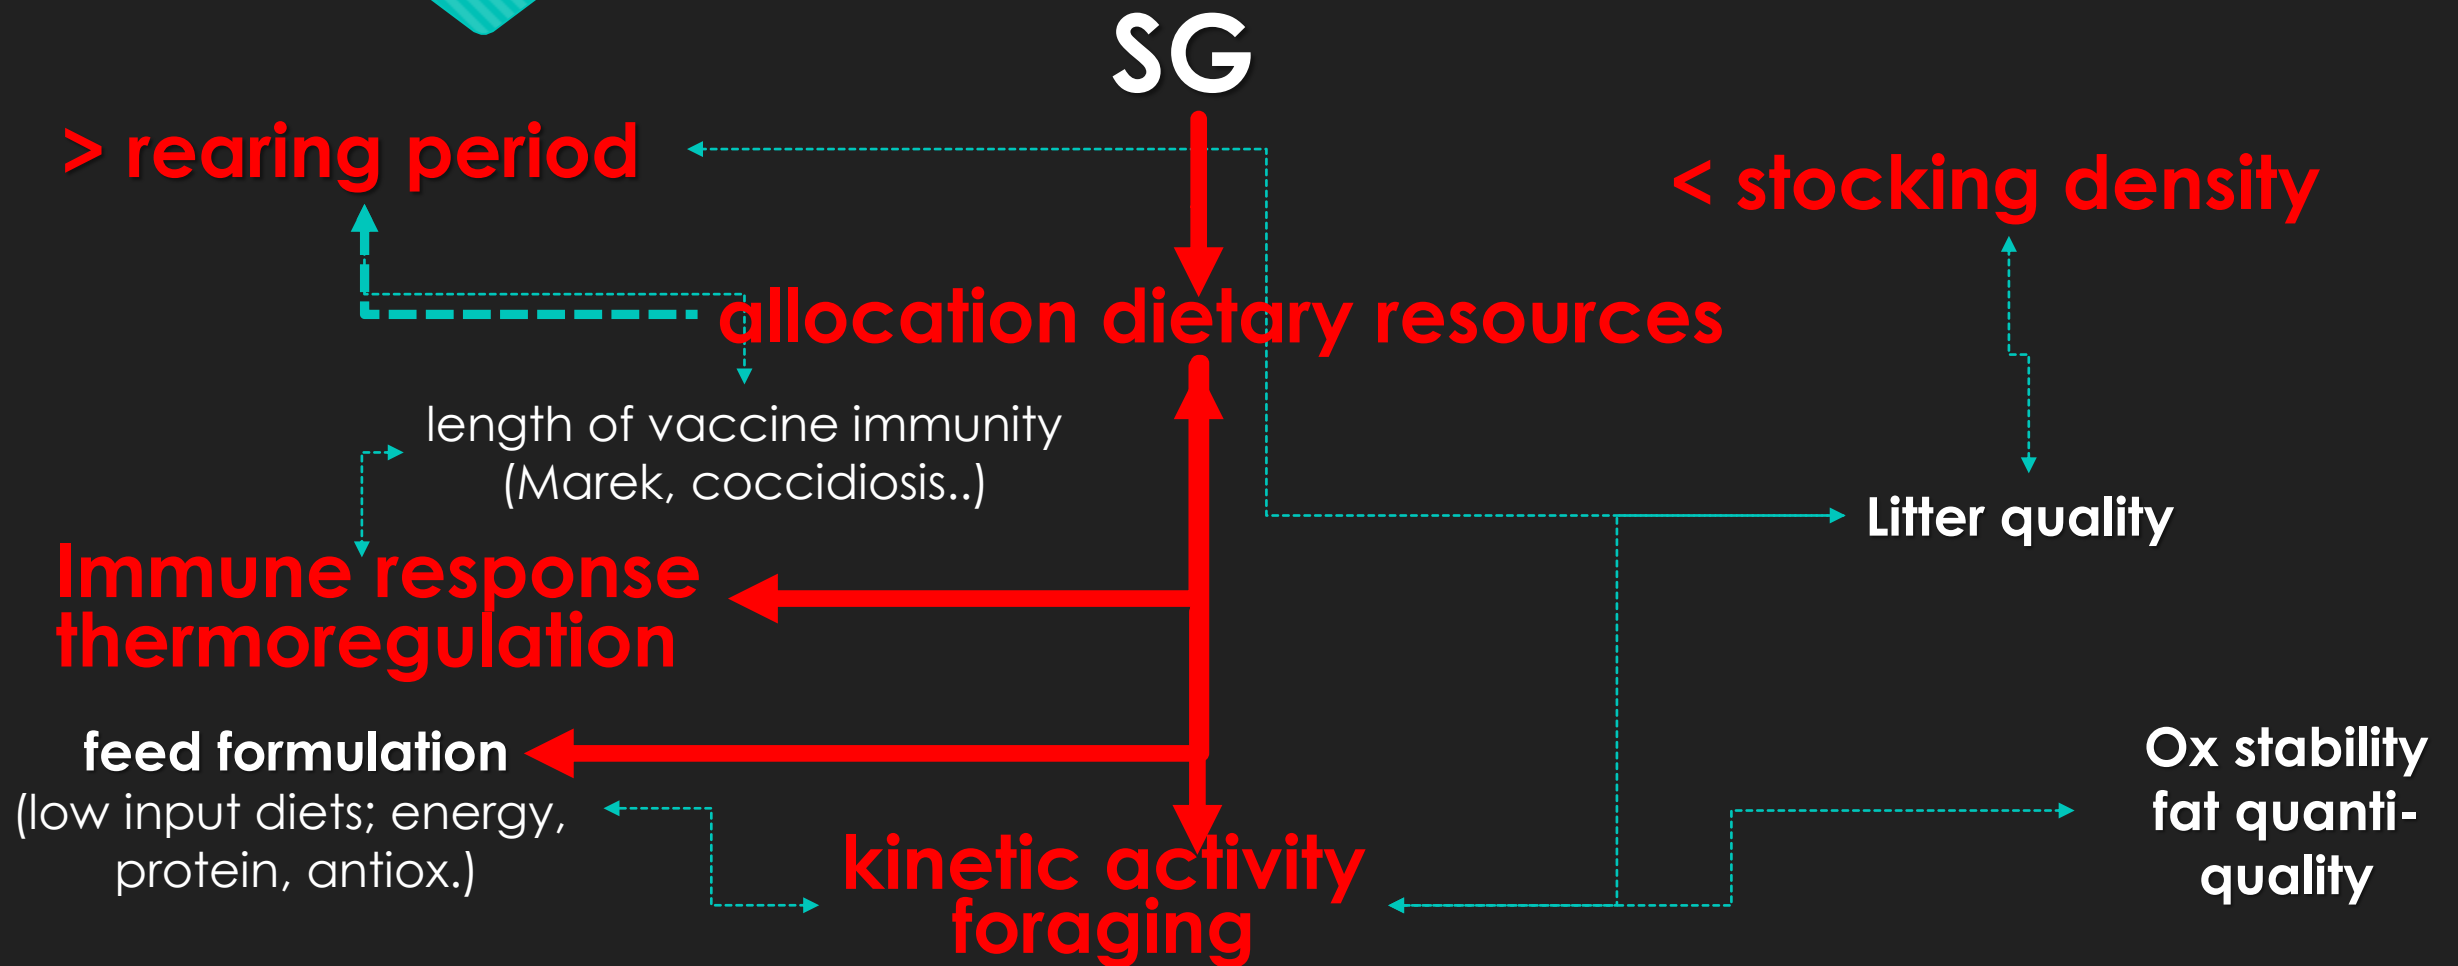 SG
> rearing period
< stocking density
allocation dietary resources
length of vaccine immunity
(Marek, coccidiosis..)
Litter quality
Immune response
thermoregulation
feed formulation
(low input diets; energy,
protein, antiox.)
kinetic activity
foraging
Ox stability
fat quanti-
quality